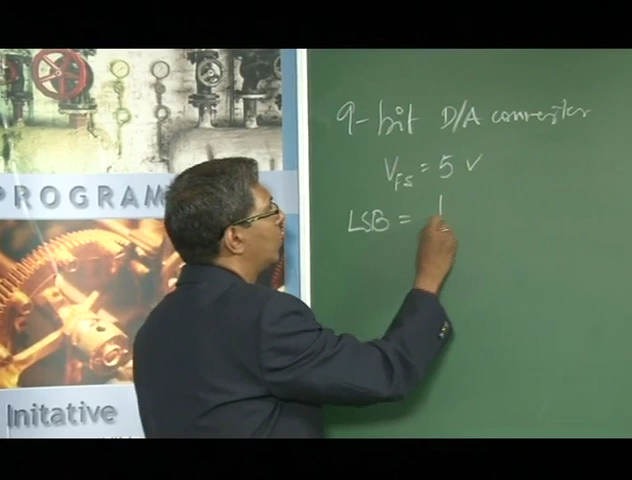 PROGRAM
Initative
9-bit D/A converter
VFS = 5 V
LSB = 1